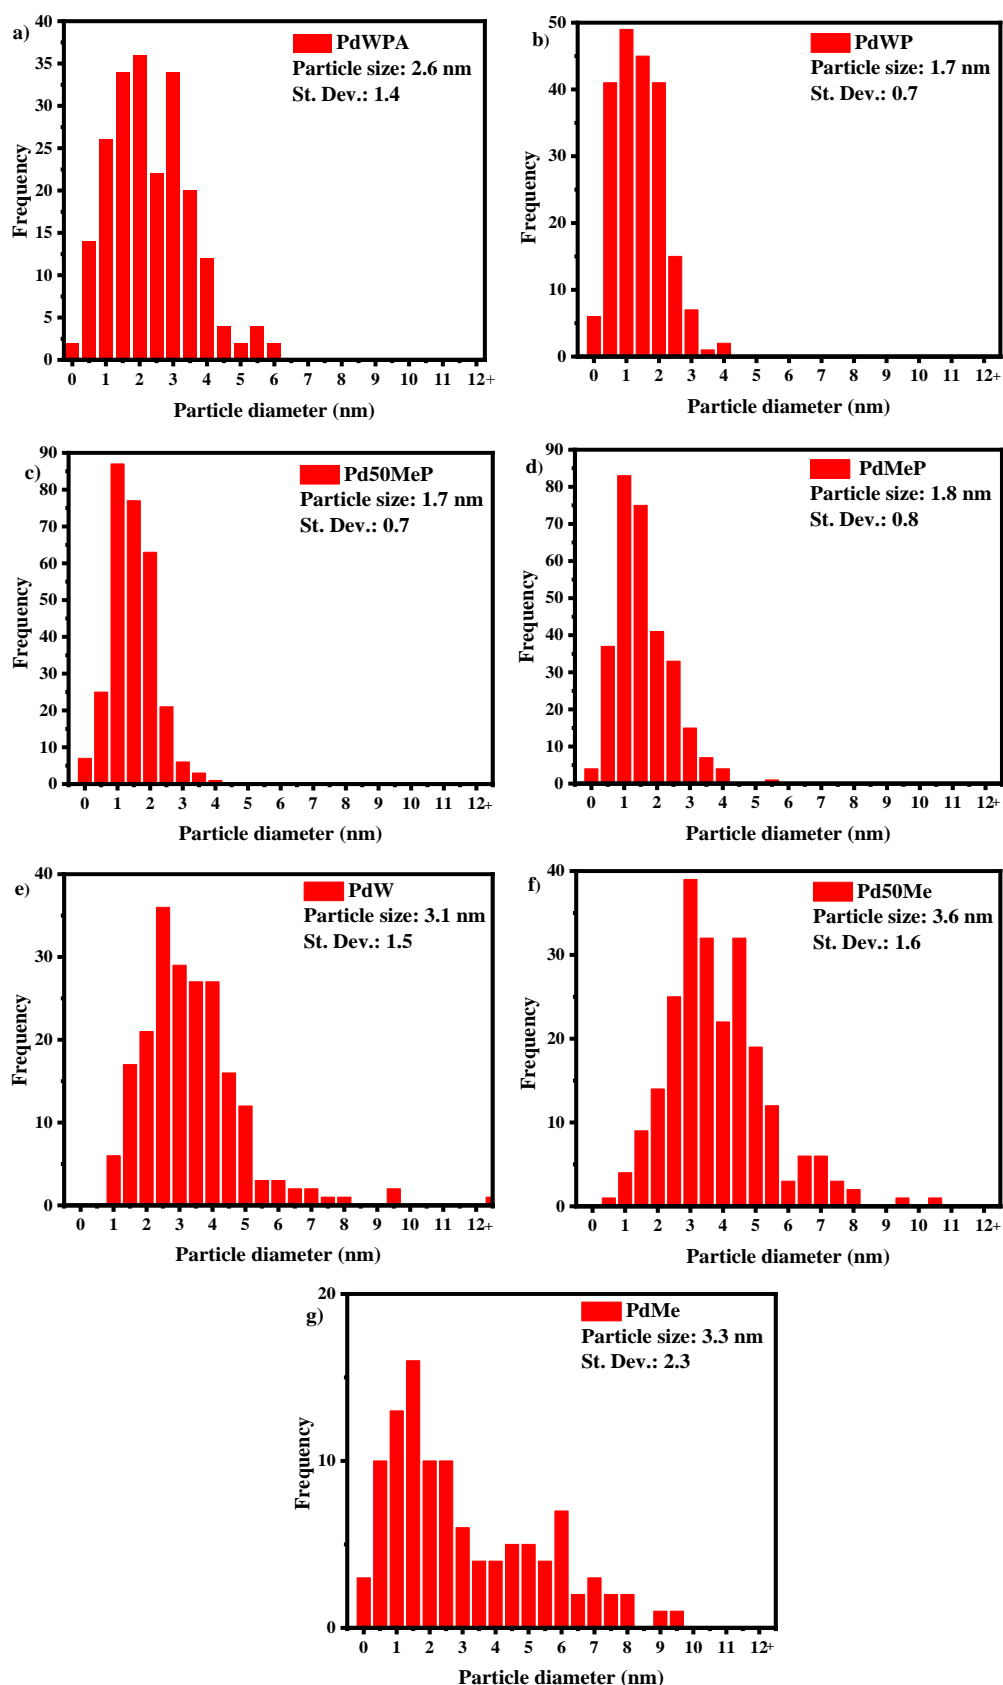 a)
PdWPA
Particle size: 2.6 nm
St. Dev.: 1.4
Frequency
40
35
30
25
20
15
10
5
0
0 1 2 3 4 5 6 7 8 9 10 11 12+
Particle diameter (nm)
b)
PdWP
Particle size: 1.7 nm
St. Dev.: 0.7
Frequency
50
40
30
20
10
0
0 1 2 3 4 5 6 7 8 9 10 11 12+
Particle diameter (nm)
c)
Pd50MeP
Particle size: 1.7 nm
St. Dev.: 0.7
Frequency
90
80
70
60
50
40
30
20
10
0
0 1 2 3 4 5 6 7 8 9 10 11 12+
Particle diameter (nm)
d)
PdMeP
Particle size: 1.8 nm
St. Dev.: 0.8
Frequency
90
80
70
60
50
40
30
20
10
0
0 1 2 3 4 5 6 7 8 9 10 11 12+
Particle diameter (nm)
e)
PdW
Particle size: 3.1 nm
St. Dev.: 1.5
Frequency
40
30
20
10
0
0 1 2 3 4 5 6 7 8 9 10 11 12+
Particle diameter (nm)
f)
Pd50Me
Particle size: 3.6 nm
St. Dev.: 1.6
Frequency
40
30
20
10
0
0 1 2 3 4 5 6 7 8 9 10 11 12+
Particle diameter (nm)
g)
PdMe
Particle size: 3.3 nm
St. Dev.: 2.3
Frequency
20
10
0
0 1 2 3 4 5 6 7 8 9 10 11 12+
Particle diameter (nm)